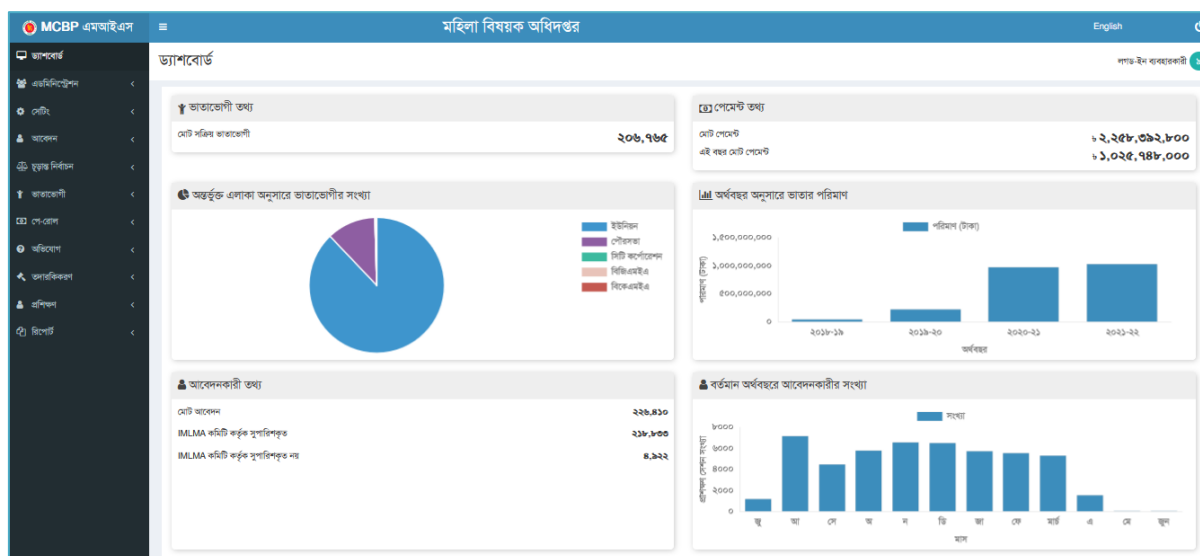 MCBP এমআইএস
মহিলা বিষয়ক অধিদপ্তর
English
ড্যাশবোর্ড
এডমিনিস্ট্রেশন
সেটিং
আবেদন
চূড়ান্ত নির্বাচন
ভাতাভোগী
পে-রোল
অভিযোগ
তদারকিকরণ
প্রশিক্ষণ
রিপোর্ট
ড্যাশবোর্ড
লগড-ইন ব্যবহারকারী
ভাতাভোগী তথ্য
মোট সক্রিয় ভাতাভোগী ২০৬,৭৬৫
পেমেন্ট তথ্য
মোট পেমেন্ট ৳ ২,২৫৮,৩৯২,৮০০
এই বছর মোট পেমেন্ট ৳ ১,০২৫,৭৪৮,০০০
অন্তর্ভুক্ত এলাকা অনুসারে ভাতাভোগীর সংখ্যা
ইউনিয়ন
পৌরসভা
সিটি কর্পোরেশন
বিজিএমইএ
বিকেএমইএ
অর্থবছর অনুসারে ভাতার পরিমাণ
পরিমাণ (টাকা)
পরিমাণ (টাকা)
১,৫০০,০০০,০০০
১,০০০,০০০,০০০
৫০০,০০০,০০০
০
২০১৮-১৯ ২০১৯-২০ ২০২০-২১ ২০২১-২২
অর্থবছর
আবেদনকারী তথ্য
মোট আবেদন ২২৬,৪১০
IMLMA কমিটি কর্তৃক সুপারিশকৃত ২১৮,৮৩৩
IMLMA কমিটি কর্তৃক সুপারিশকৃত নয় ৪,৯২২
বর্তমান অর্থবছরে আবেদনকারীর সংখ্যা
সংখ্যা
সংখ্যা
৮০০০
৬০০০
৪০০০
২০০০
০
জু আ সে অ ন ডি জা ফে মার্চ এ মে জুন
মাস